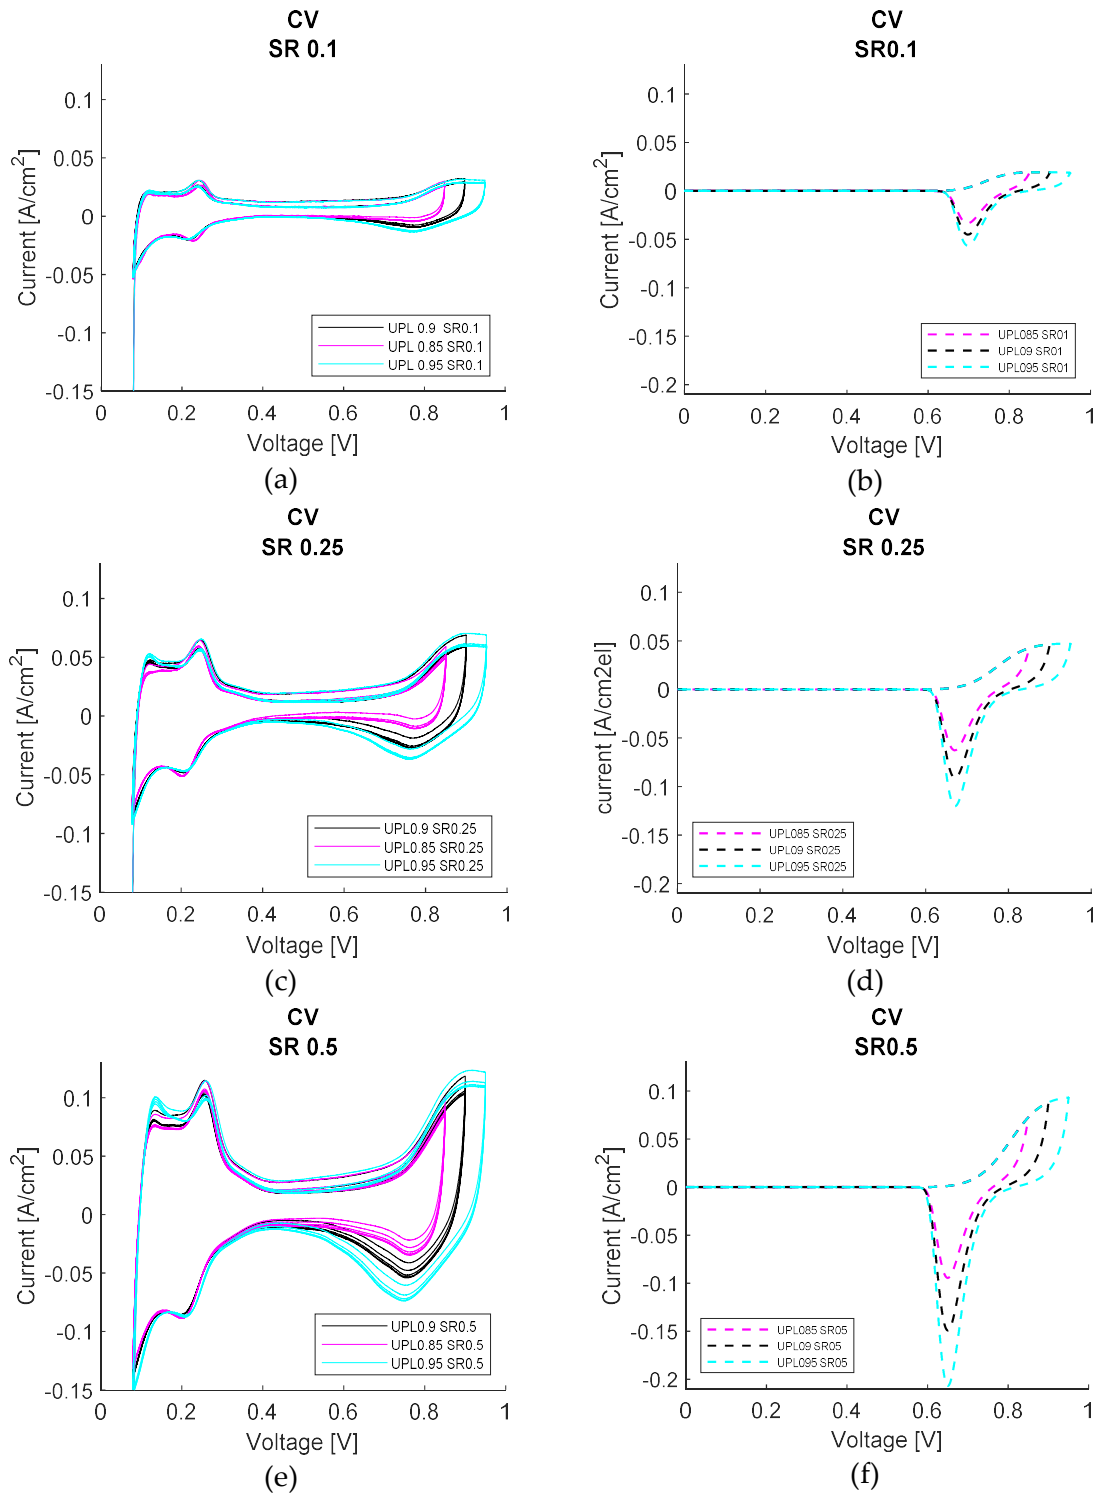 CV
SR 0.1
Current [A/cm2]
0.1
0.05
0
-0.05
-0.1
-0.15
0 0.2 0.4 0.6 0.8 1
Voltage [V]
UPL 0.9 SR0.1
UPL 0.85 SR0.1
UPL 0.95 SR0.1
(a)
CV
SR0.1
Current [A/cm2]
0.1
0.05
0
-0.05
-0.1
-0.15
-0.2
0 0.2 0.4 0.6 0.8 1
Voltage [V]
UPL085 SR01
UPL09 SR01
UPL095 SR01
(b)
CV
SR 0.25
Current [A/cm2]
0.1
0.05
0
-0.05
-0.1
-0.15
0 0.2 0.4 0.6 0.8 1
Voltage [V]
UPL0.9 SR0.25
UPL0.85 SR0.25
UPL0.95 SR0.25
(c)
CV
SR 0.25
current [A/cm2el]
0.1
0.05
0
-0.05
-0.1
-0.15
-0.2
0 0.2 0.4 0.6 0.8 1
Voltage [V]
UPL085 SR025
UPL09 SR025
UPL095 SR025
(d)
CV
SR 0.5
Current [A/cm2]
0.1
0.05
0
-0.05
-0.1
-0.15
0 0.2 0.4 0.6 0.8 1
Voltage [V]
UPL0.9 SR0.5
UPL0.85 SR0.5
UPL0.95 SR0.5
(e)
CV
SR0.5
Current [A/cm2]
0.1
0.05
0
-0.05
-0.1
-0.15
-0.2
0 0.2 0.4 0.6 0.8 1
Voltage [V]
UPL085 SR05
UPL09 SR05
UPL095 SR05
(f)